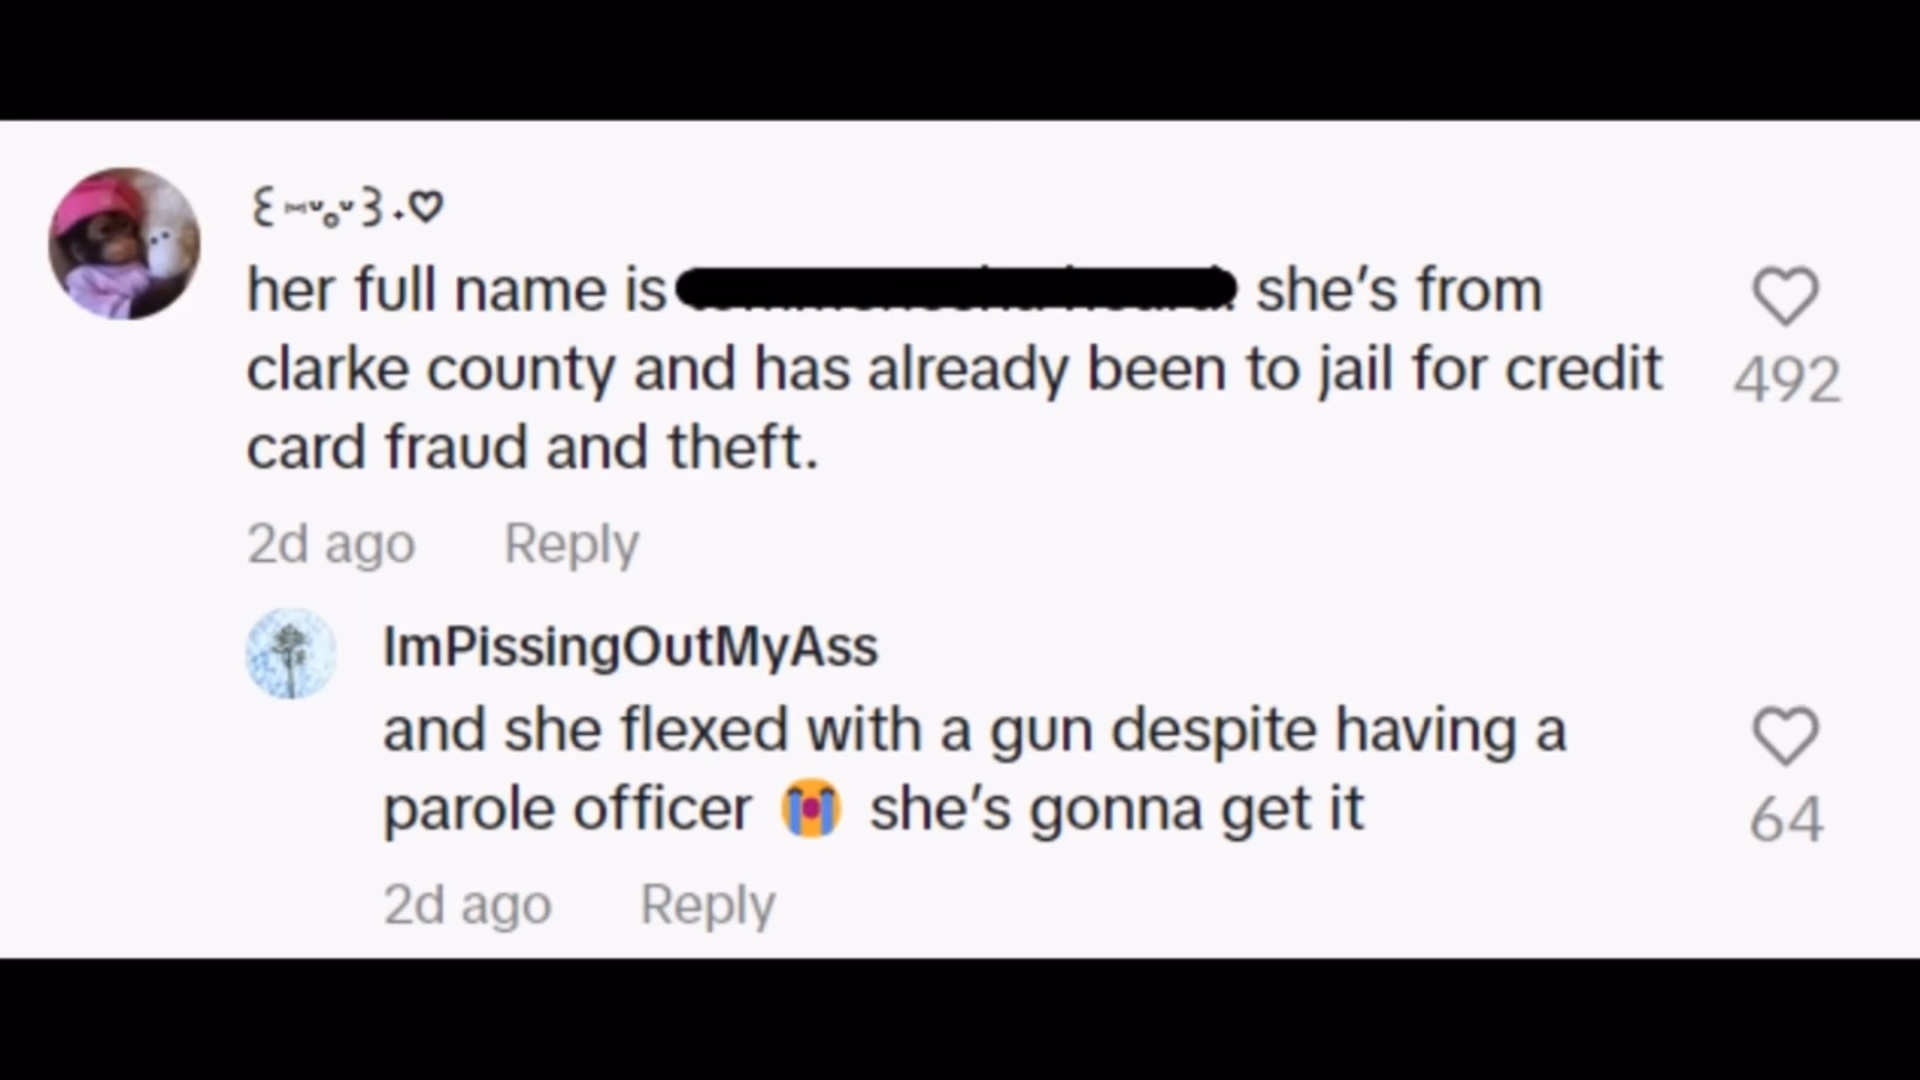 ꒰ ⑅ᵕ༚ᵕ꒱ ˖♡
her full name is she's from
clarke county and has already been to jail for credit
card fraud and theft.
492
2d ago Reply
ImPissingOutMyAss
and she flexed with a gun despite having a
parole officer 😭 she's gonna get it
64
2d ago Reply